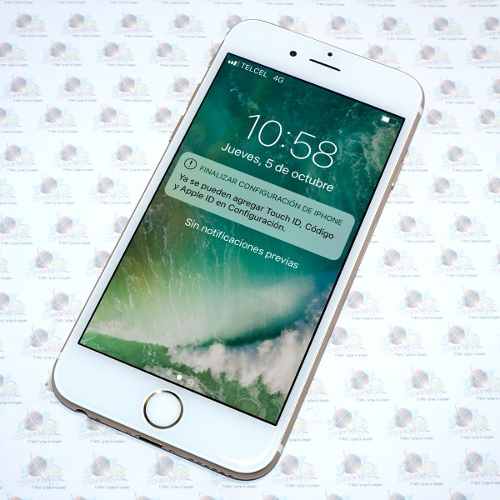 TELCEL 4G
10:58
Jueves, 5 de octubre
FINALIZAR CONFIGURACIÓN DE IPHONE
Ya se pueden agregar Touch ID, Código
y Apple ID en Configuración.
Sin notificaciones previas